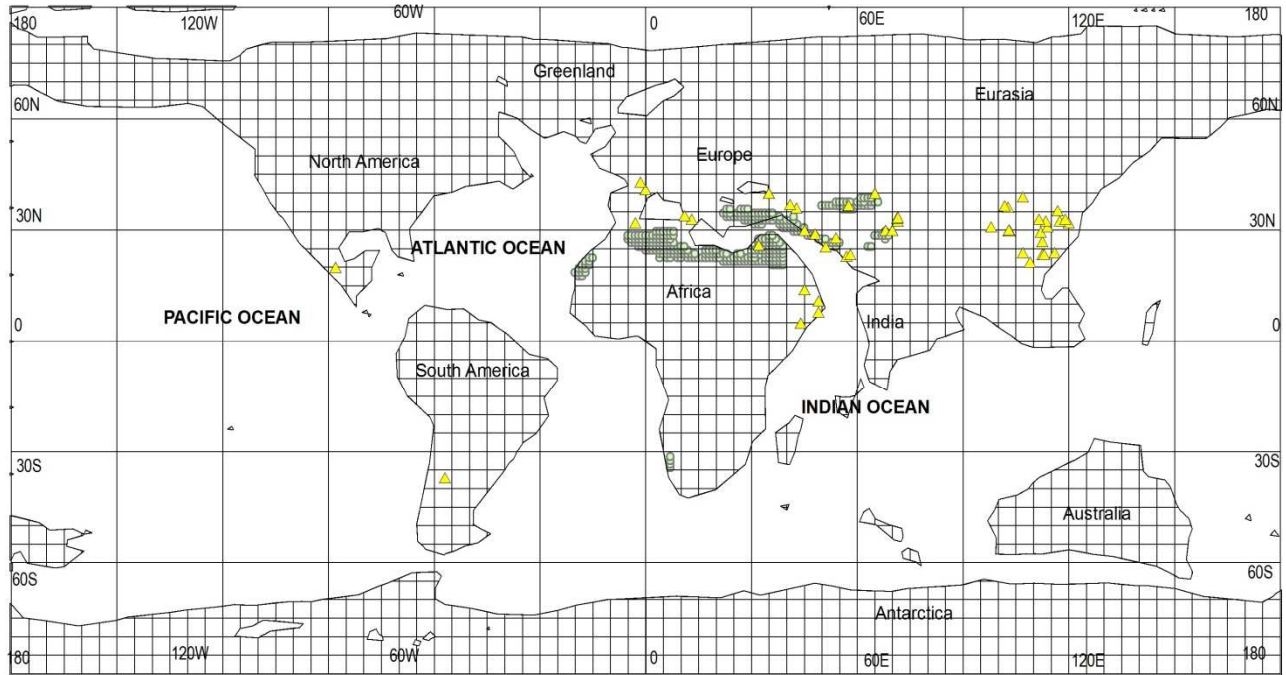 180 120W 60W 0 60E 120E 180
Greenland
Eurasia
60N 60N
Europe
North America
30N 30N
ATLANTIC OCEAN
Africa
PACIFIC OCEAN
India
0 0
South America
INDIAN OCEAN
30S 30S
Australia
60S 60S
Antarctica
180 120W 60W 0 60E 120E 180